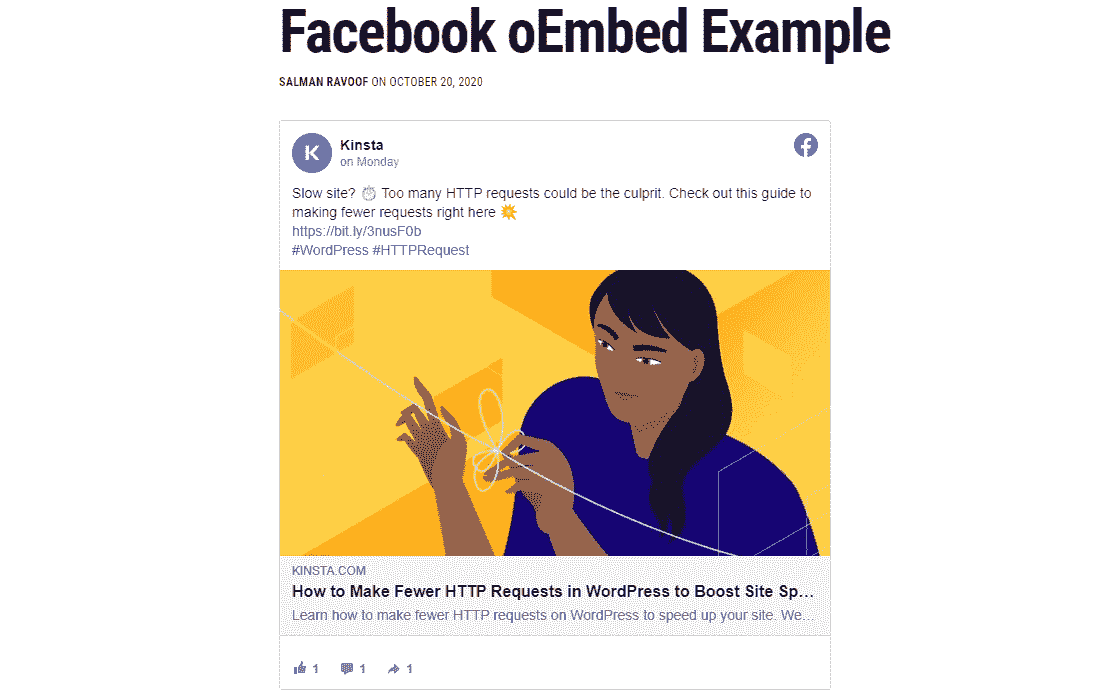 Facebook oEmbed Example
SALMAN RAVOOF ON OCTOBER 20, 2020
K
Kinsta
on Monday
Slow site? ⏱ Too many HTTP requests could be the culprit. Check out this guide to
making fewer requests right here 💥
https://bit.ly/3nusF0b
#WordPress #HTTPRequest
KINSTA.COM
How to Make Fewer HTTP Requests in WordPress to Boost Site Sp...
Learn how to make fewer HTTP requests on WordPress to speed up your site. We...
1 1 1